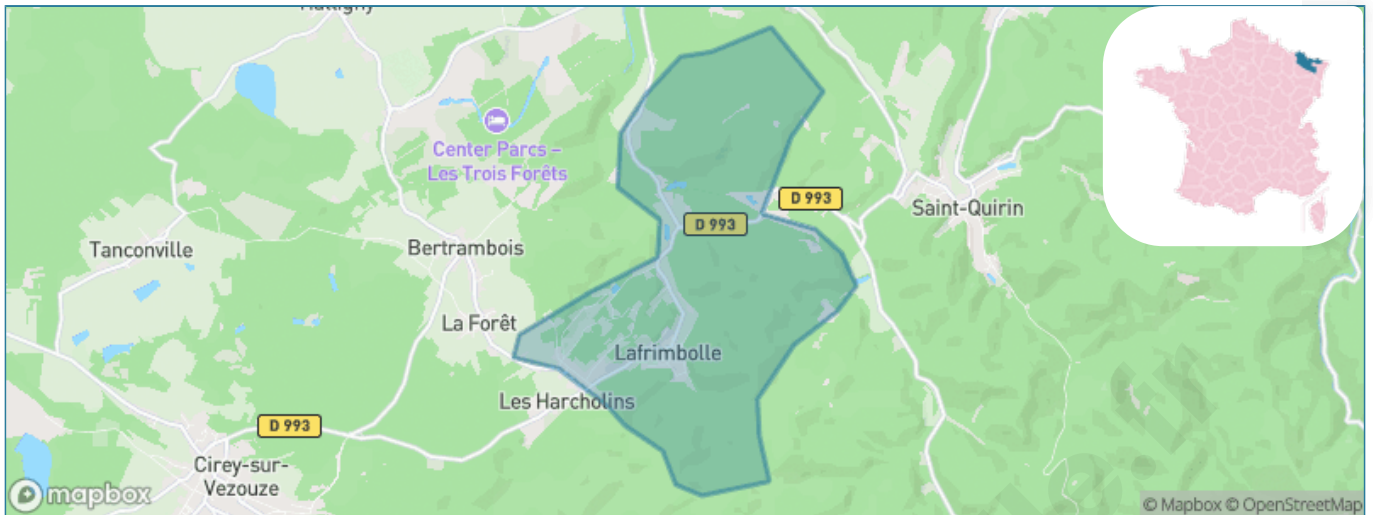 Center Parcs –
Les Trois Forêts
D 993
Saint-Quirin
D 993
Tanconville
Bertrambois
La Forêt
Lafrimbolle
Les Harcholins
D 993
Cirey-sur-
Vezouze
mapbox
© Mapbox © OpenStreetMap